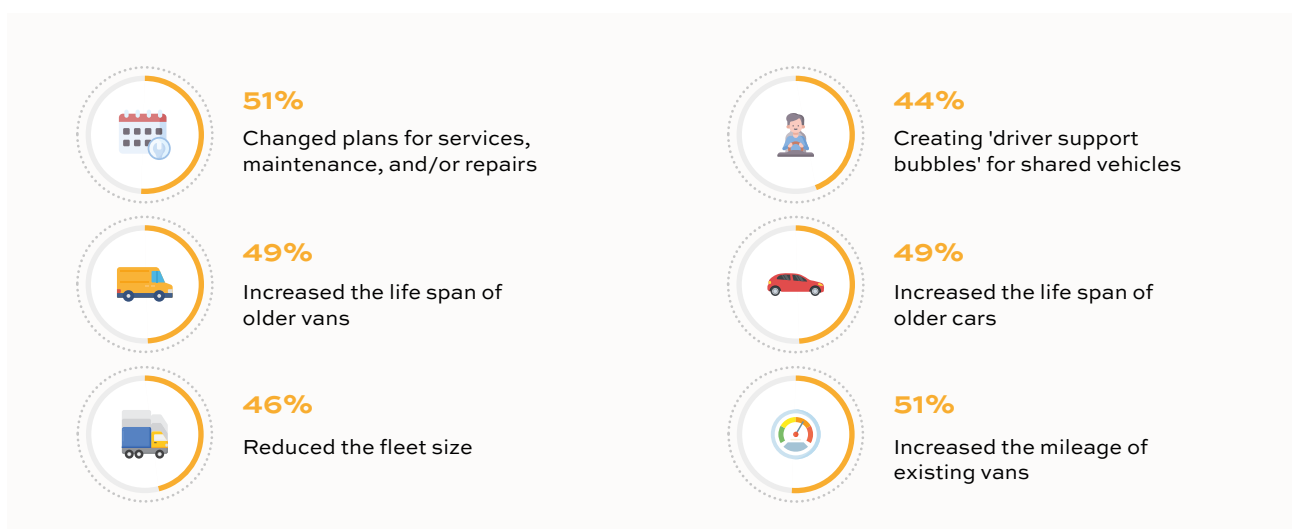 51%
Changed plans for services,
maintenance, and/or repairs
44%
Creating 'driver support
bubbles' for shared vehicles
49%
Increased the life span of
older vans
49%
Increased the life span of
older cars
46%
Reduced the fleet size
51%
Increased the mileage of
existing vans